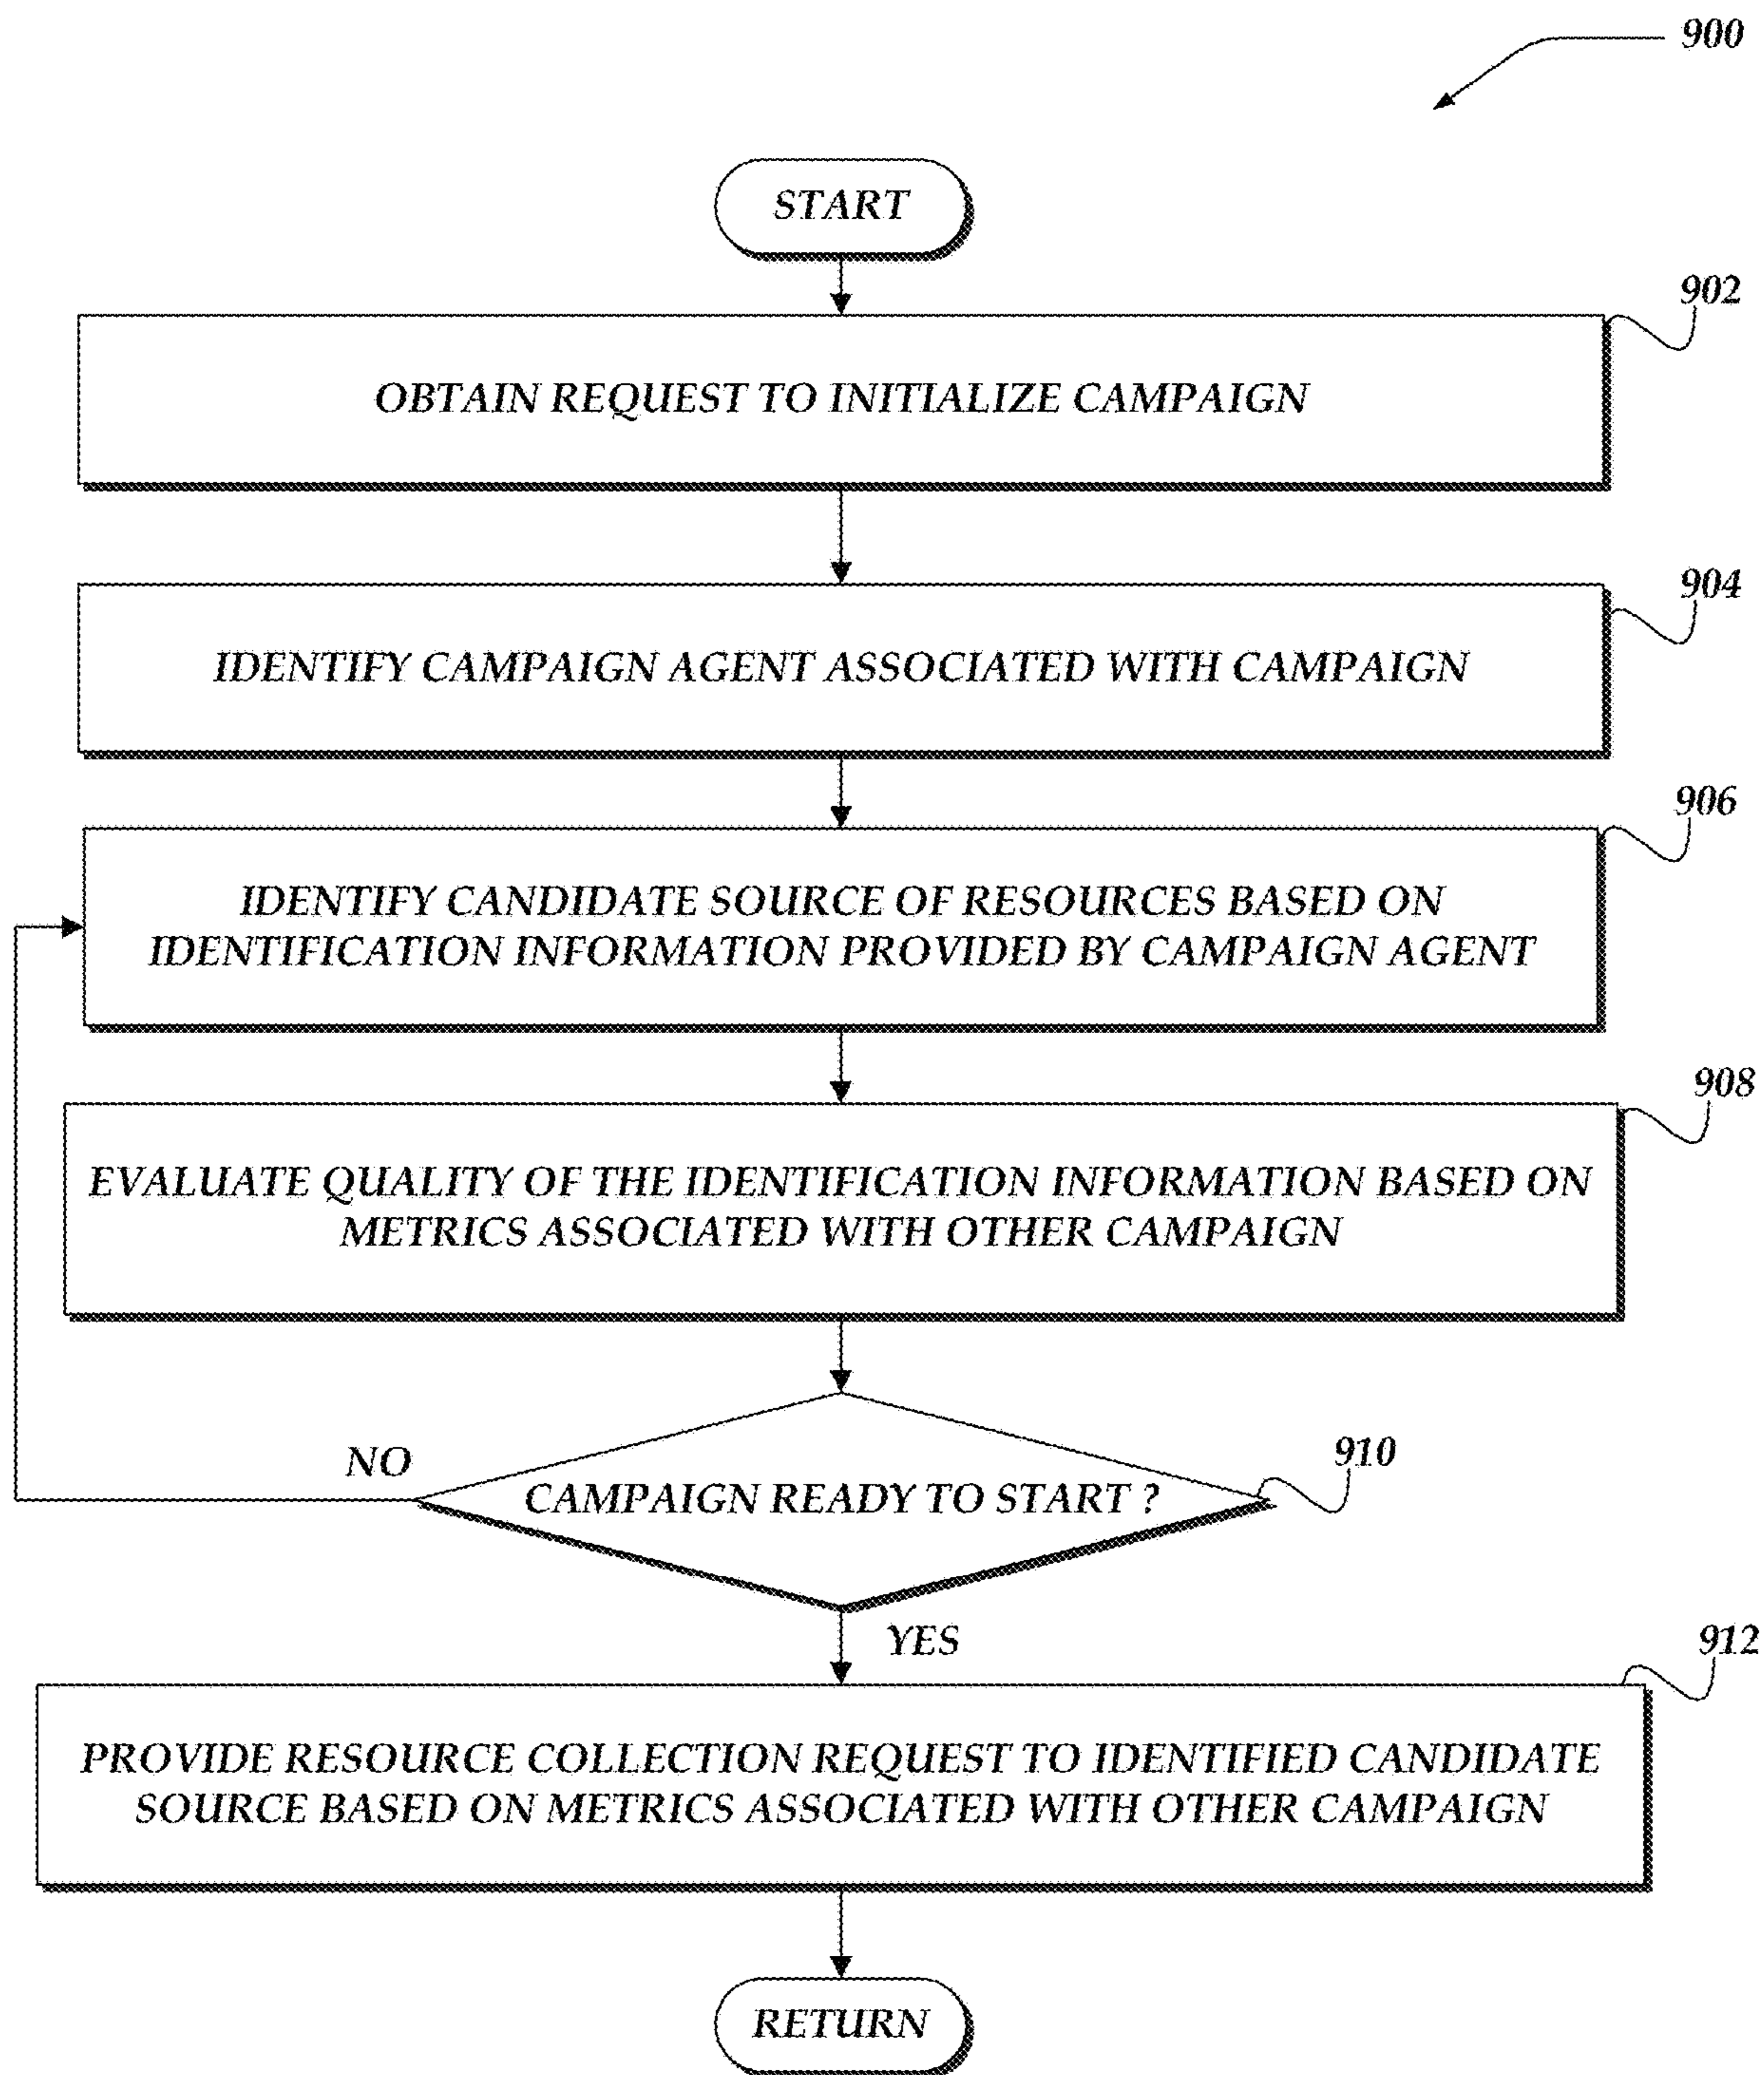 900
START
902
OBTAIN REQUEST TO INITIALIZE CAMPAIGN
904
IDENTIFY CAMPAIGN AGENT ASSOCIATED WITH CAMPAIGN
906
IDENTIFY CANDIDATE SOURCE OF RESOURCES BASED ON
IDENTIFICATION INFORMATION PROVIDED BY CAMPAIGN AGENT
908
EVALUATE QUALITY OF THE IDENTIFICATION INFORMATION BASED ON
METRICS ASSOCIATED WITH OTHER CAMPAIGN
NO
910
CAMPAIGN READY TO START ?
YES
912
PROVIDE RESOURCE COLLECTION REQUEST TO IDENTIFIED CANDIDATE
SOURCE BASED ON METRICS ASSOCIATED WITH OTHER CAMPAIGN
RETURN